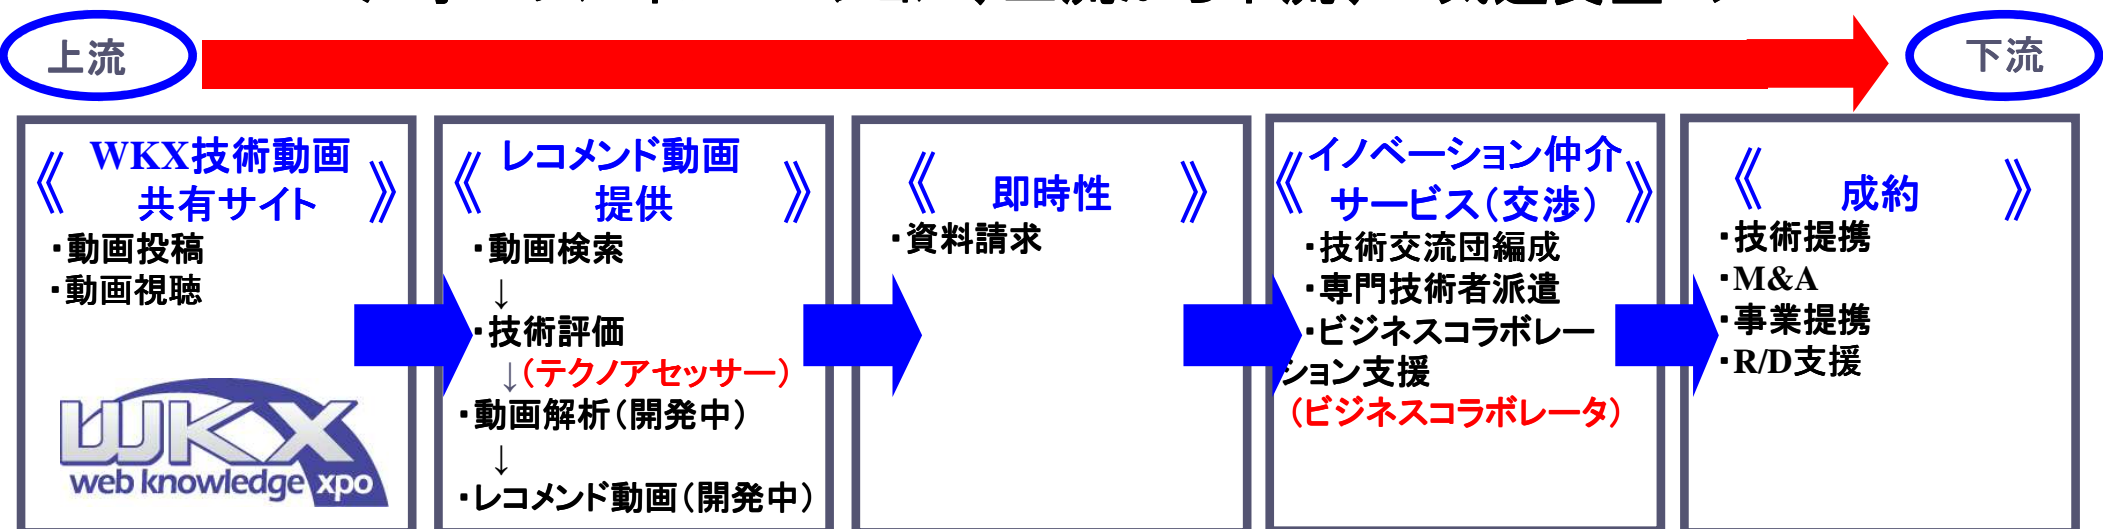 上流
下流
《 WKX技術動画
共有サイト 》
・動画投稿
・動画視聴
WKX
web knowledge xpo
《 レコメンド動画
提供 》
・動画検索
↓
・技術評価
↓(テクノアセッサー)
・動画解析(開発中)
↓
・レコメンド動画(開発中)
《 即時性 》
・資料請求
《イノベーション仲介
サービス(交渉)》
・技術交流団編成
・専門技術者派遣
・ビジネスコラボレー
ション支援
(ビジネスコラボレータ)
《 成約 》
・技術提携
・M&A
・事業提携
・R/D支援